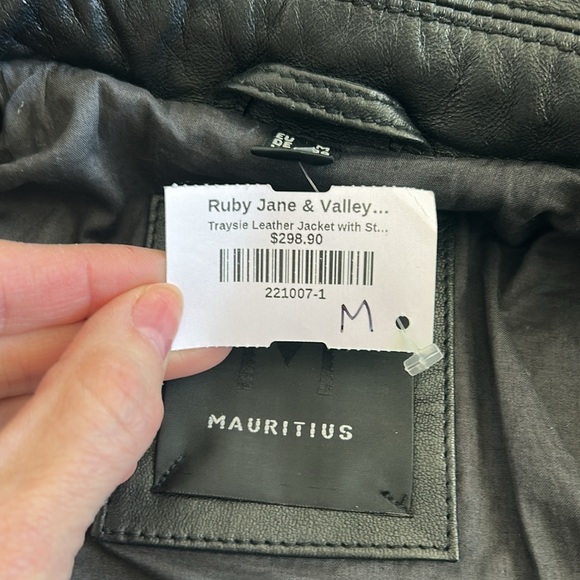 Ruby Jane & Valley...
Traysie Leather Jacket with St...
$298.90
221007-1
M
MAURITIUS